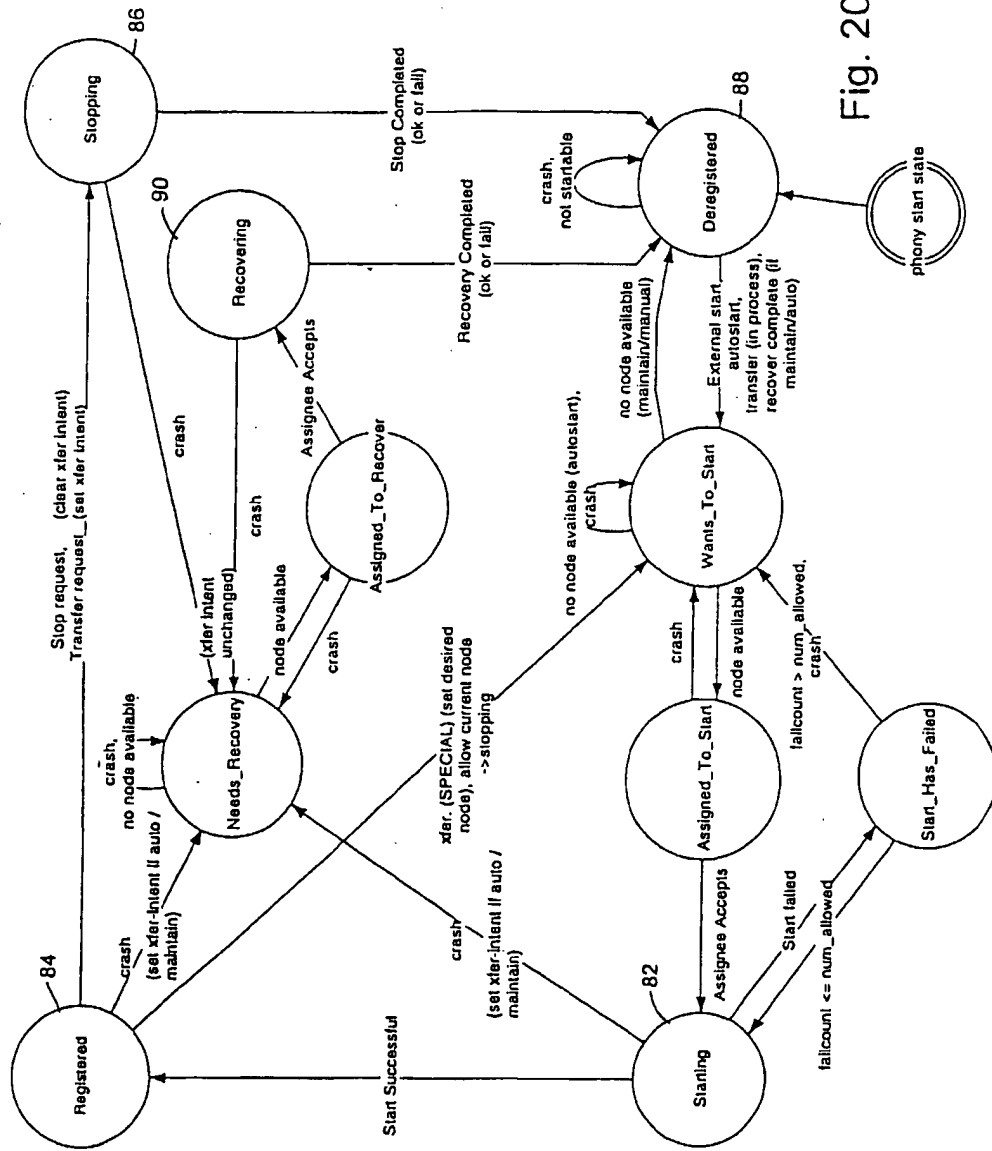 Stopping
86
Stop request, (clear xfer intent)
Transfer request_(set xfer intent)
Stop Completed
(ok or fail)
crash
90
Recovering
Recovery Completed
(ok or fail)
Assignee Accepts
crash
(xfer intent
unchanged)
Assigned_To_Recover
node available
crash
crash,
no node available
Needs_Recovery
crash
(set xfer-intent if auto /
maintain)
84
Registered
xfer. (SPECIAL) (set desired
node), allow current node
->stopping
crash
(set xfer-intent if auto /
maintain)
Start Successful
88
Deregistered
crash,
not startable
phony start state
no node available
(maintain/manual)
External start,
autostart,
transfer (in process),
recover complete (if
maintain/auto)
no node available (autostart),
crash
Wants_To_Start
crash
node available
Assigned_To_Start
Assignee Accepts
82
Starting
Start failed
failcount <= num_allowed
failcount > num_allowed,
crash
Start_Has_Failed
Fig. 20